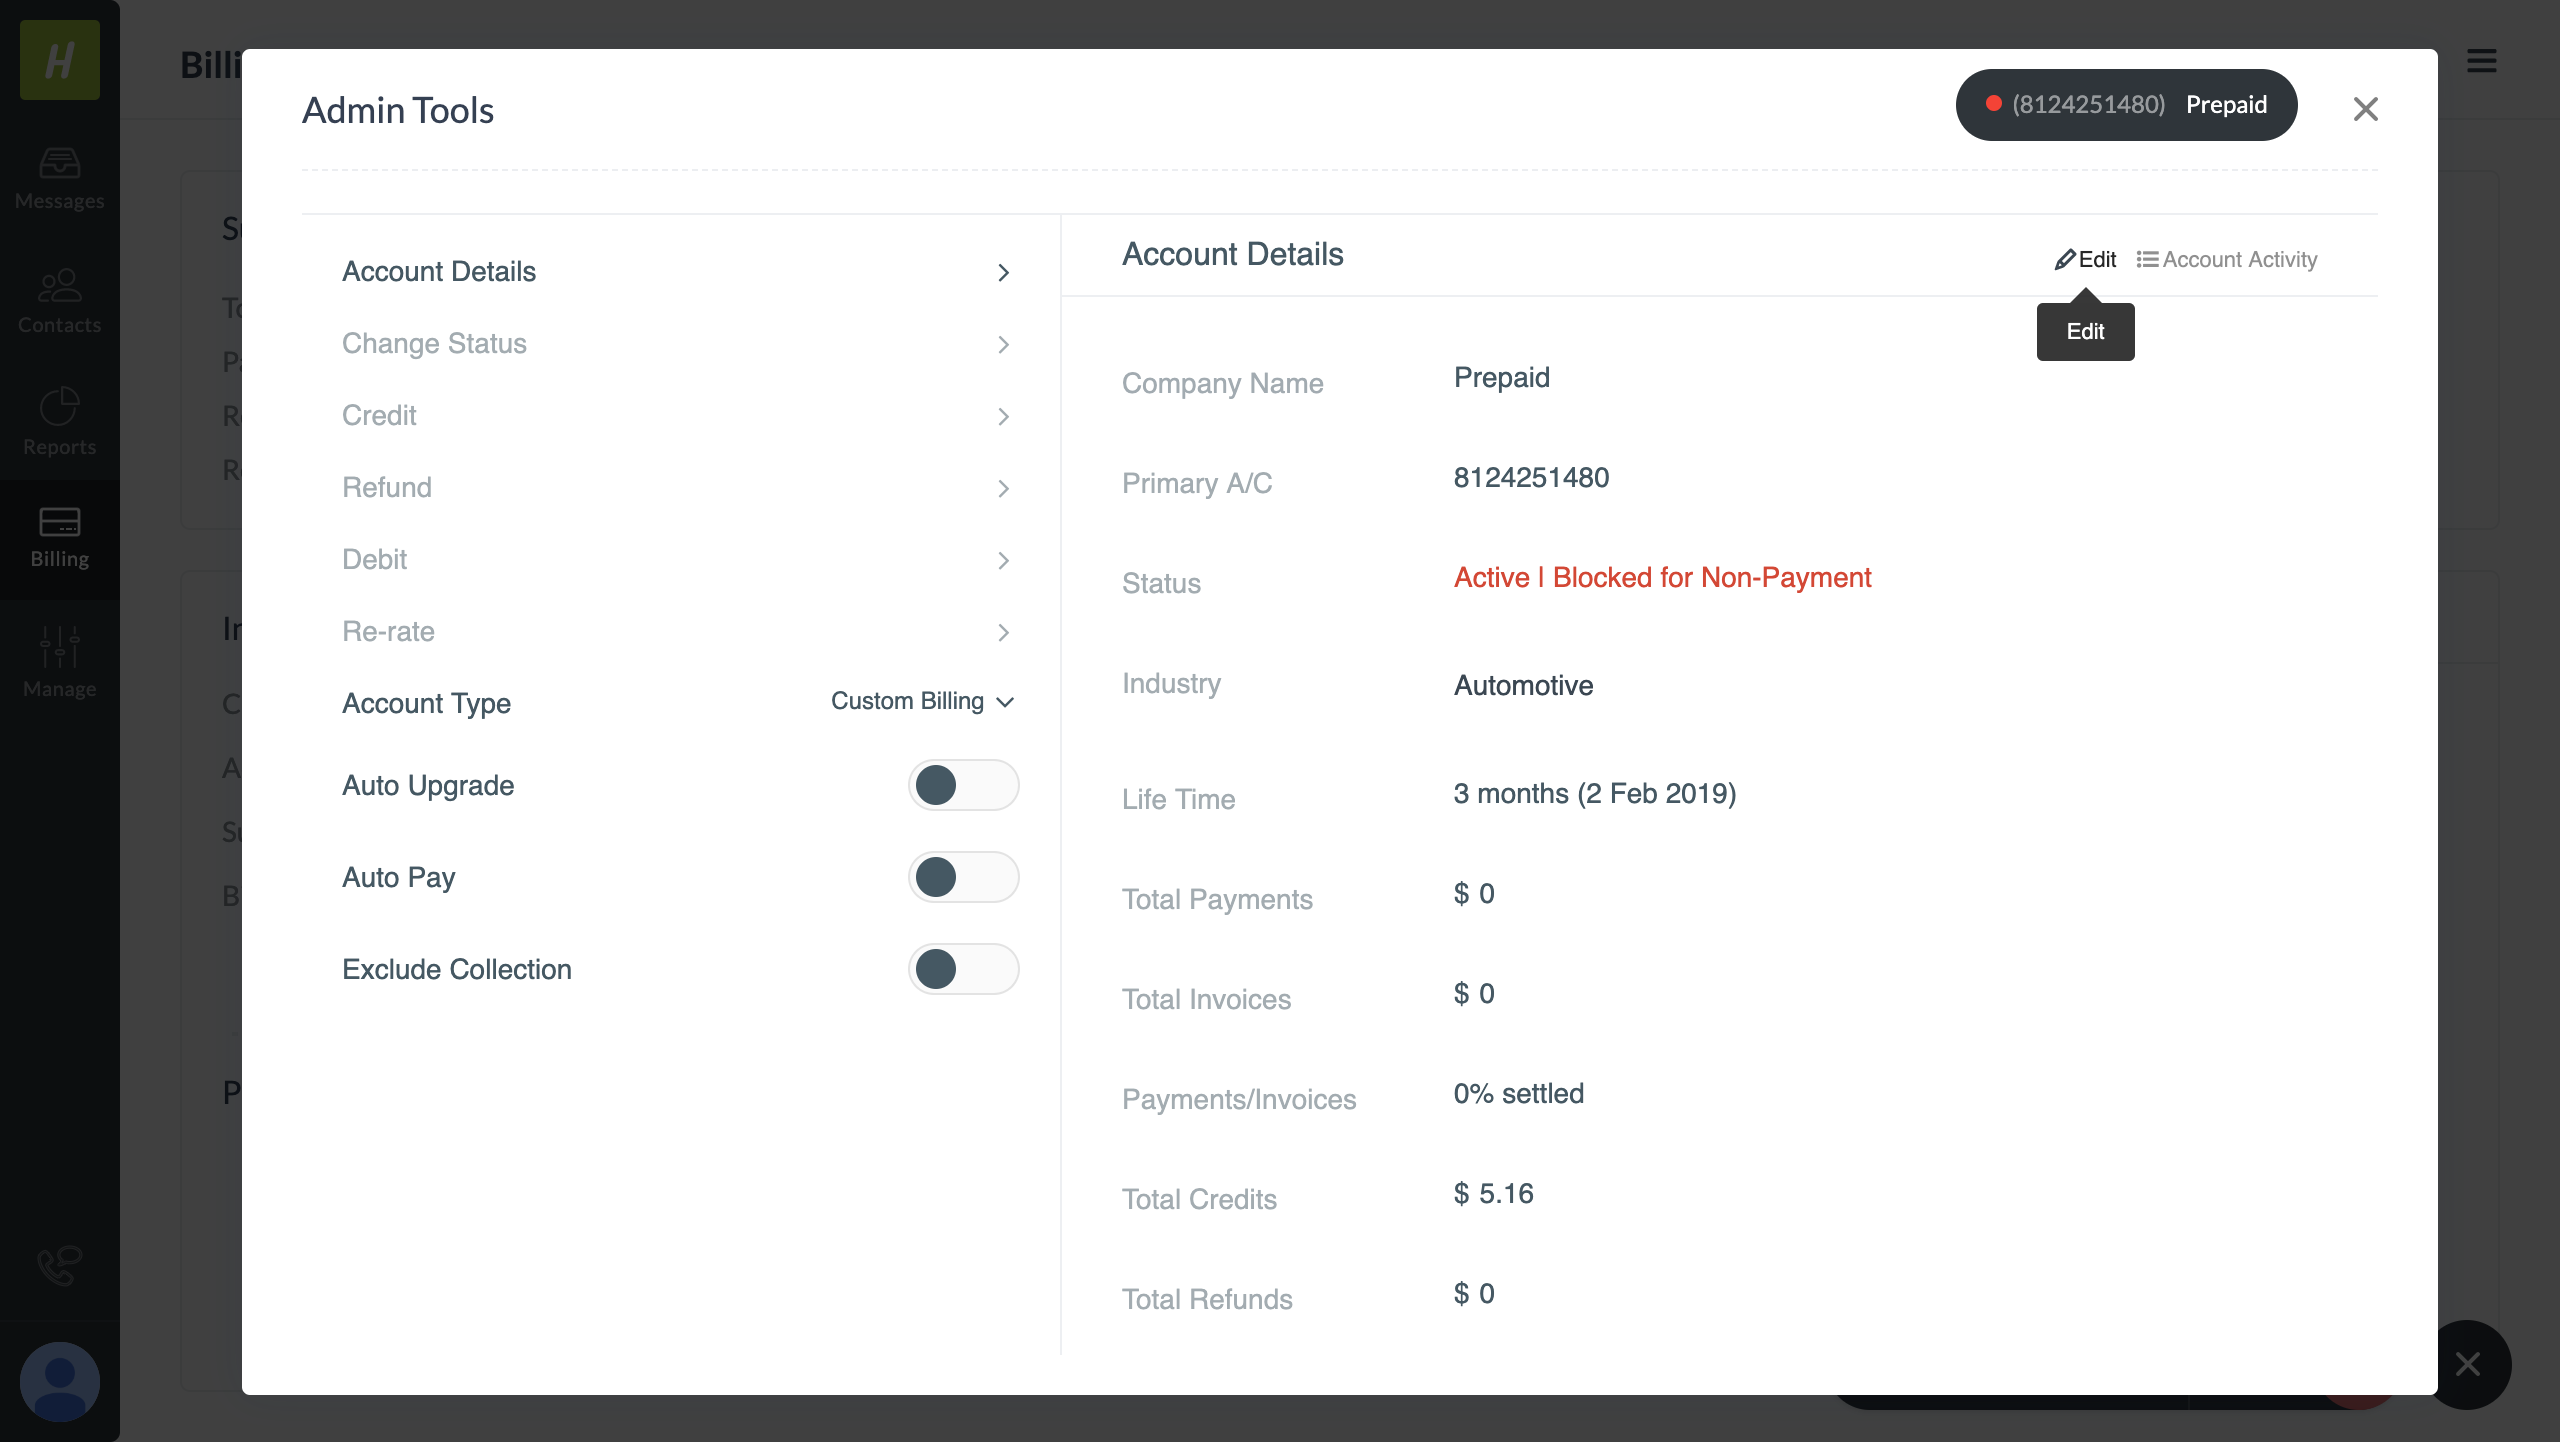 H
Billi
Admin Tools
(8124251480) Prepaid
Messages
Contacts
Reports
Billing
Manage
Account Details
Change Status
Credit
Refund
Debit
Re-rate
Account Type Custom Billing
Auto Upgrade
Auto Pay
Exclude Collection
Account Details
Edit Account Activity
Edit
Company Name Prepaid
Primary A/C 8124251480
Status Active | Blocked for Non-Payment
Industry Automotive
Life Time 3 months (2 Feb 2019)
Total Payments $ 0
Total Invoices $ 0
Payments/Invoices 0% settled
Total Credits $ 5.16
Total Refunds $ 0